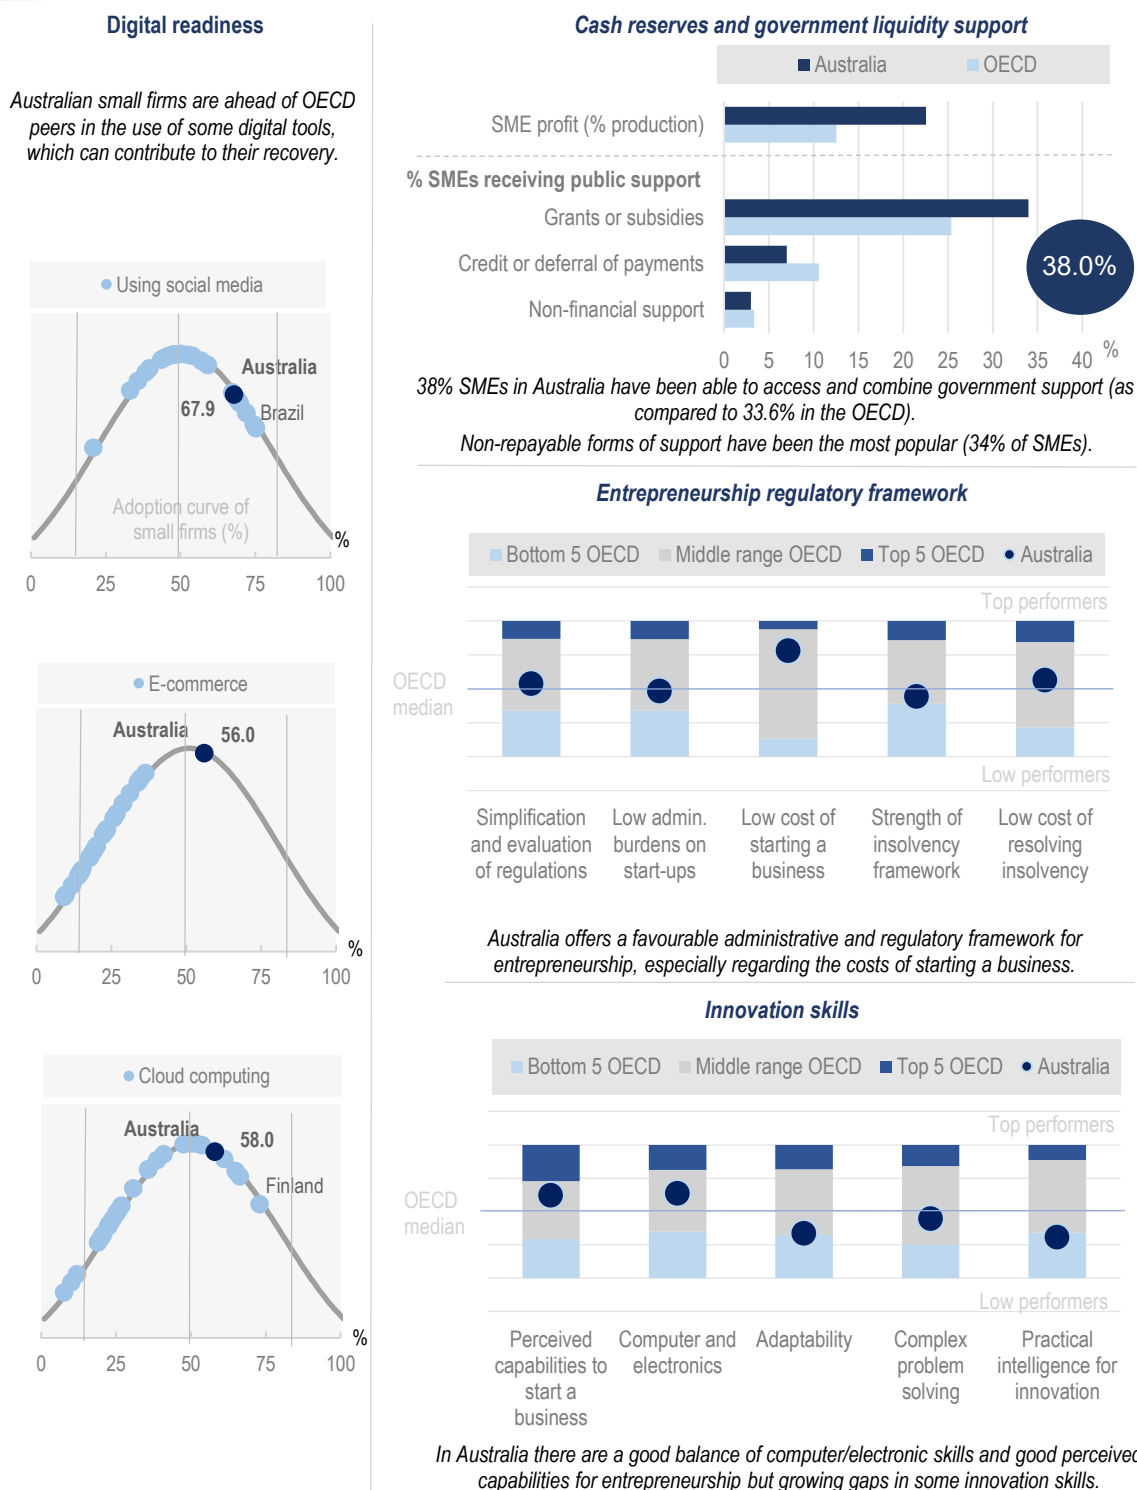 Digital readiness
Australian small firms are ahead of OECD
peers in the use of some digital tools,
which can contribute to their recovery.
Using social media
Australia
67.9
Brazil
Adoption curve of
small firms (%)
%
0 25 50 75 100
E-commerce
Australia
56.0
%
0 25 50 75 100
Cloud computing
Australia
58.0
Finland
%
0 25 50 75 100
Cash reserves and government liquidity support
Australia OECD
SME profit (% production)
% SMEs receiving public support
Grants or subsidies
Credit or deferral of payments
38.0%
Non-financial support
0 5 10 15 20 25 30 35 40 %
38% SMEs in Australia have been able to access and combine government support (as
compared to 33.6% in the OECD).
Non-repayable forms of support have been the most popular (34% of SMEs).
Entrepreneurship regulatory framework
Bottom 5 OECD Middle range OECD Top 5 OECD Australia
Top performers
OECD
median
Low performers
Simplification
and evaluation
of regulations
Low admin.
burdens on
start-ups
Low cost of
starting a
business
Strength of
insolvency
framework
Low cost of
resolving
insolvency
Australia offers a favourable administrative and regulatory framework for
entrepreneurship, especially regarding the costs of starting a business.
Innovation skills
Bottom 5 OECD Middle range OECD Top 5 OECD Australia
Top performers
OECD
median
Low performers
Perceived
capabilities to
start a
business
Computer and
electronics
Adaptability
Complex
problem
solving
Practical
intelligence for
innovation
In Australia there are a good balance of computer/electronic skills and good perceived
capabilities for entrepreneurship but growing gaps in some innovation skills.